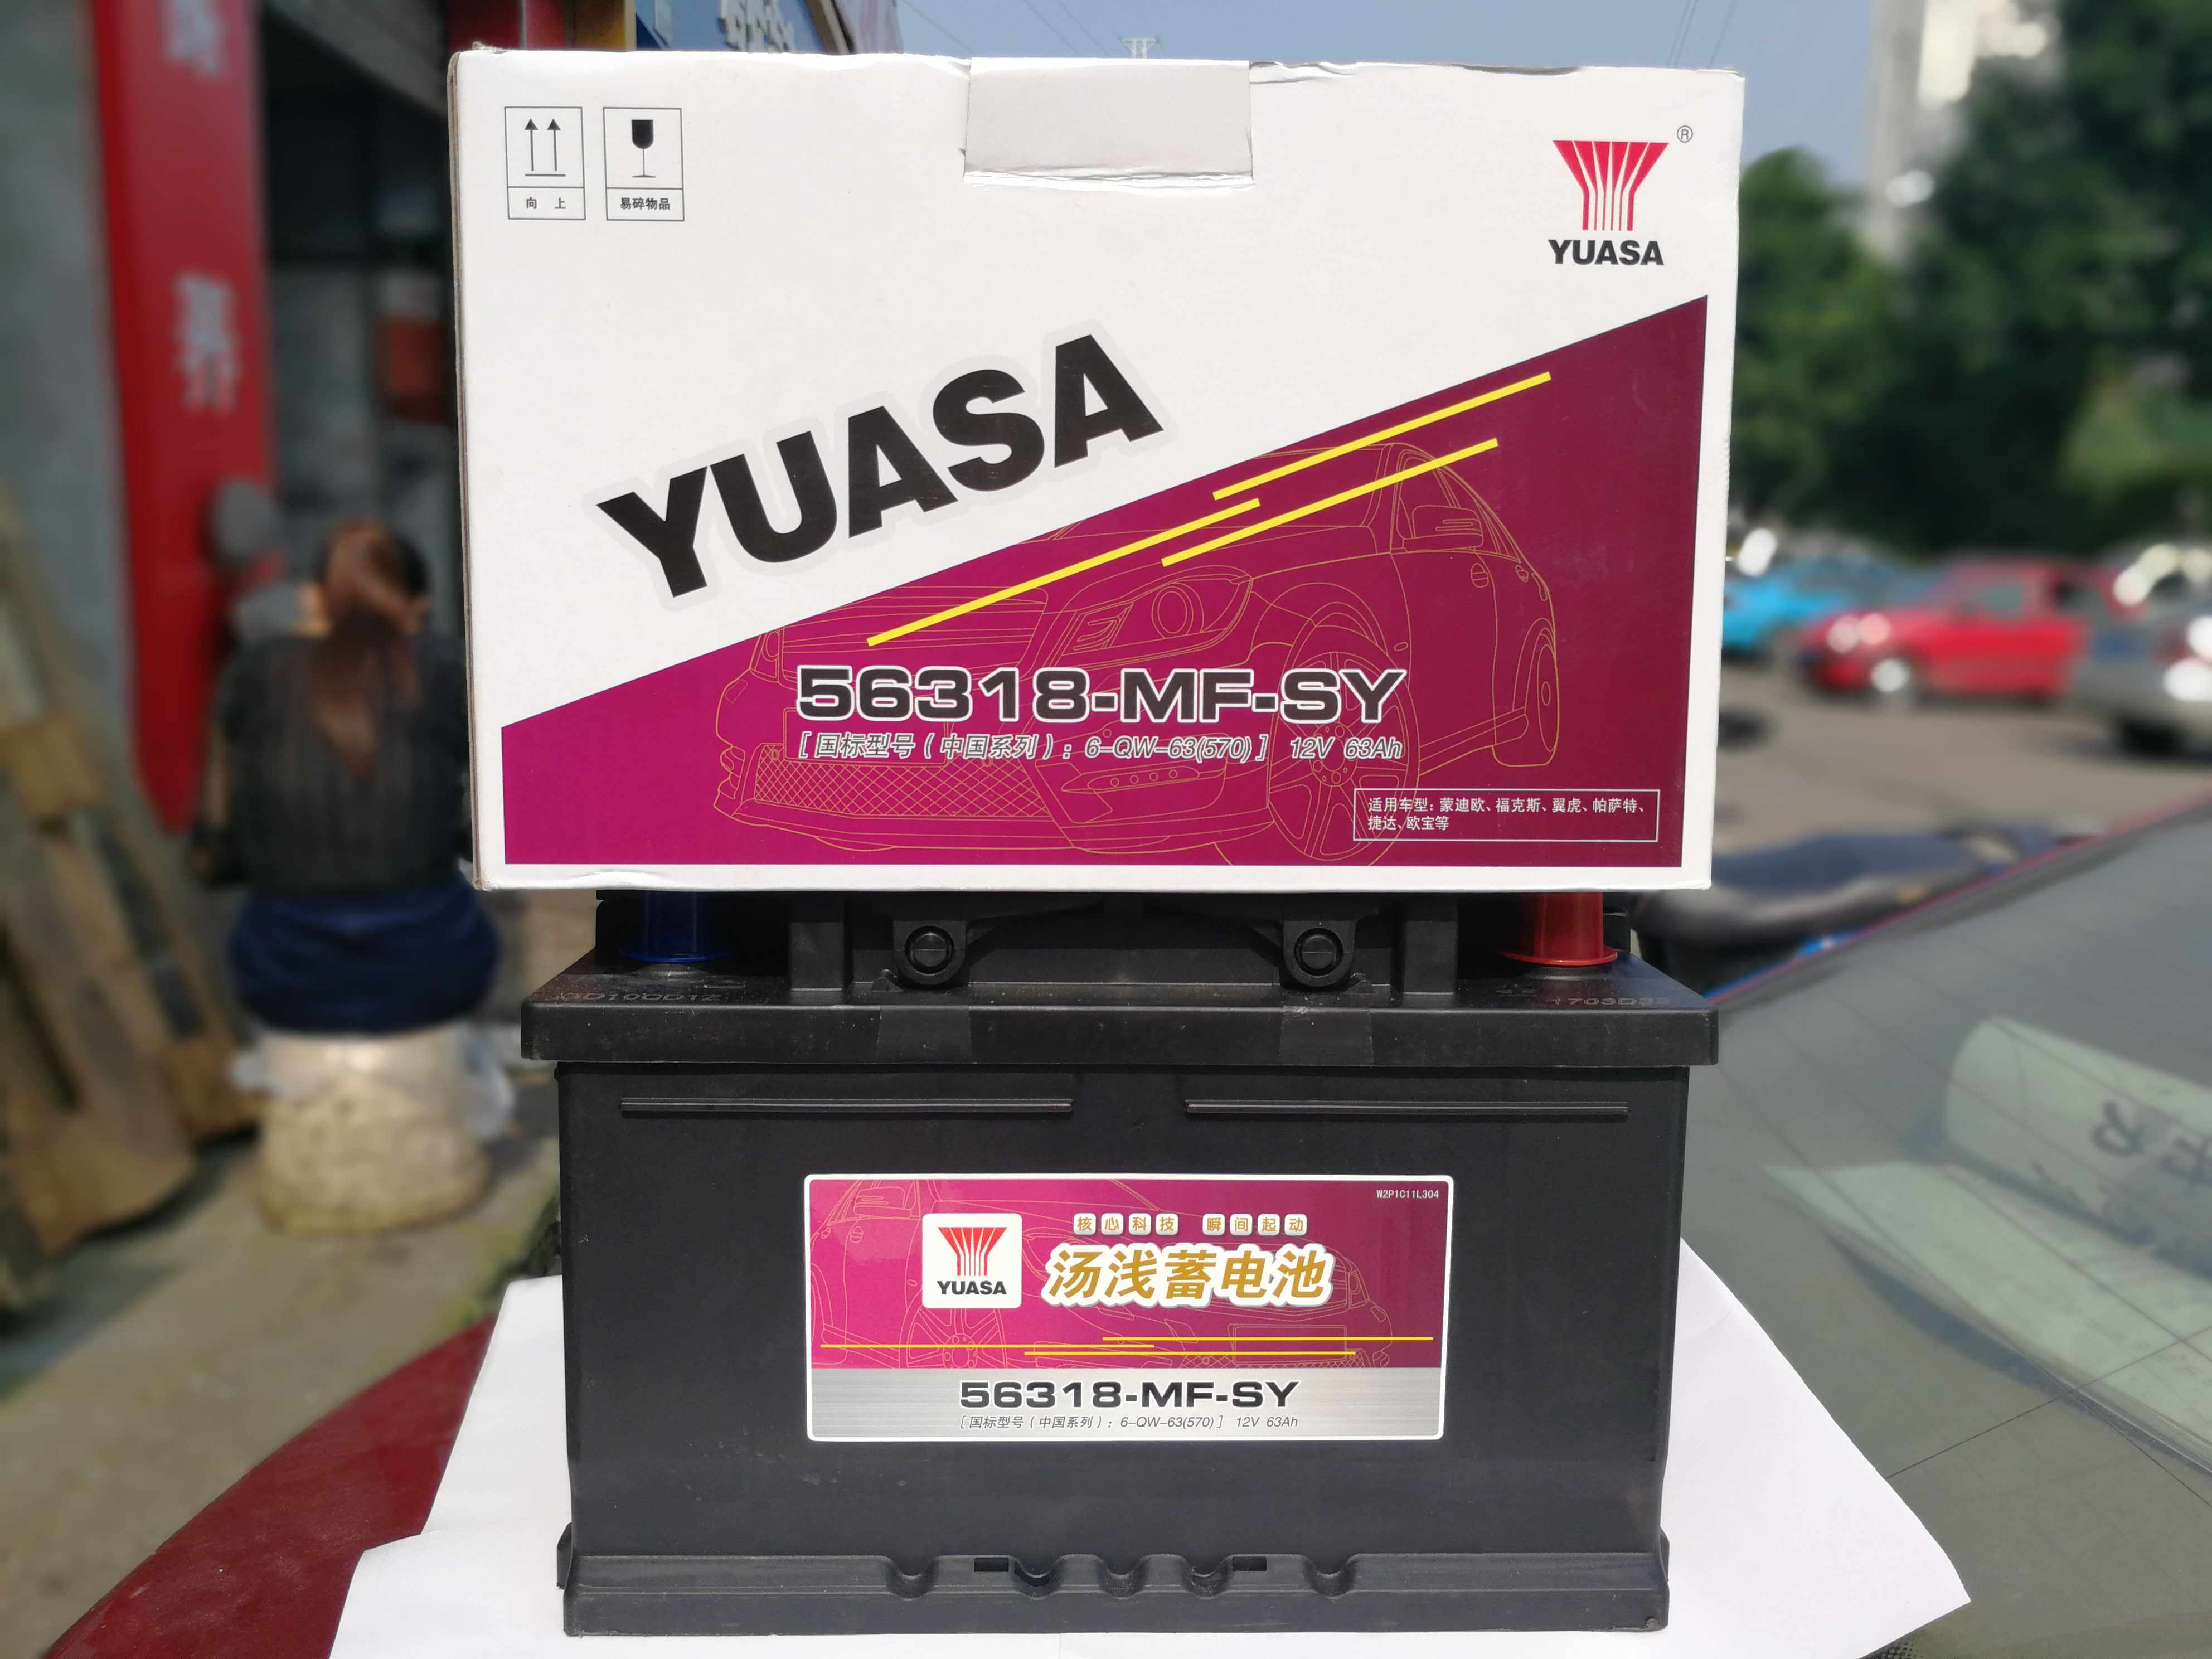 向 上
易碎物品
®
YUASA
YUASA
56318-MF-SY
[国标型号(中国系列):6-QW-63(570)] 12V 63Ah
适用车型:蒙迪欧、福克斯、翼虎、帕萨特、
捷达、欧宝等
1703D32
W2P1C11L304
核心科技 瞬间起动
YUASA
汤浅蓄电池
56318-MF-SY
[国标型号(中国系列):6-QW-63(570)] 12V 63Ah